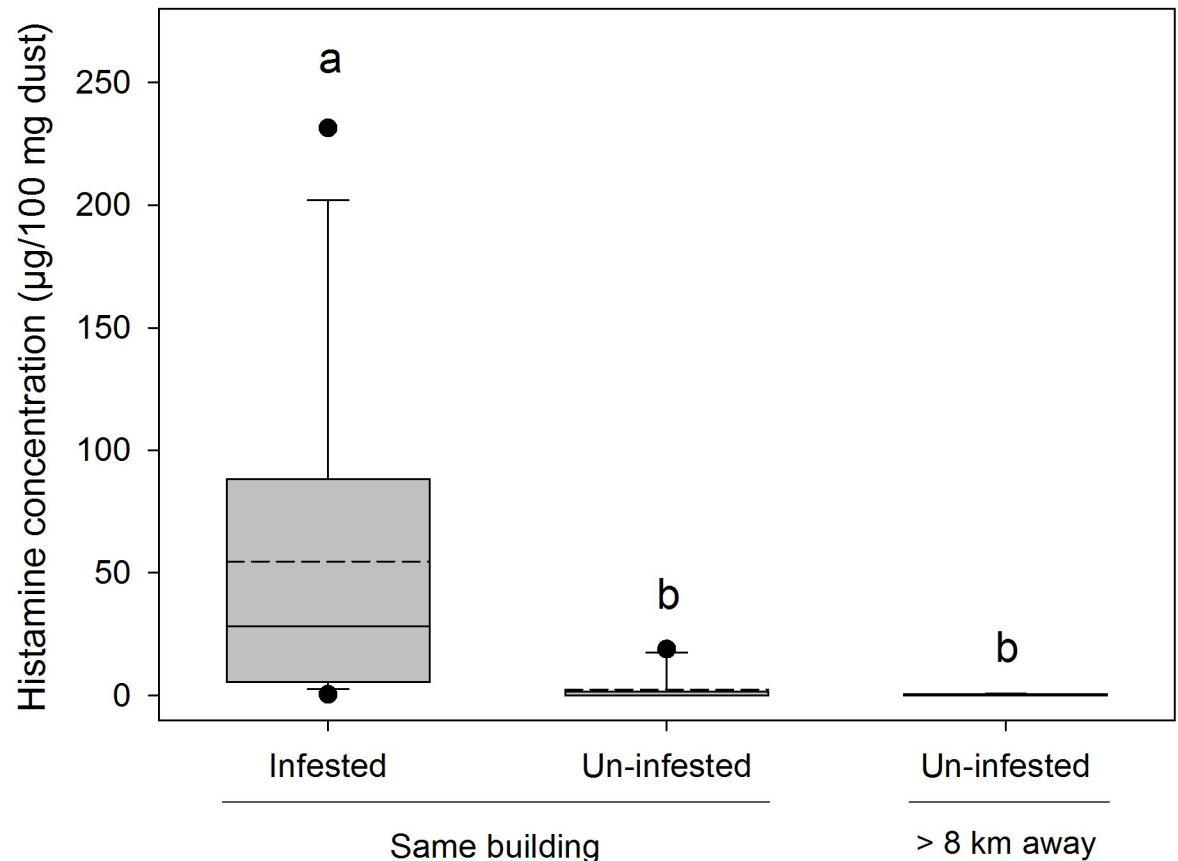 Histamine concentration (µg/100 mg dust)
250
200
150
100
50
0
a
b
b
Infested
Un-infested
Un-infested
Same building
> 8 km away